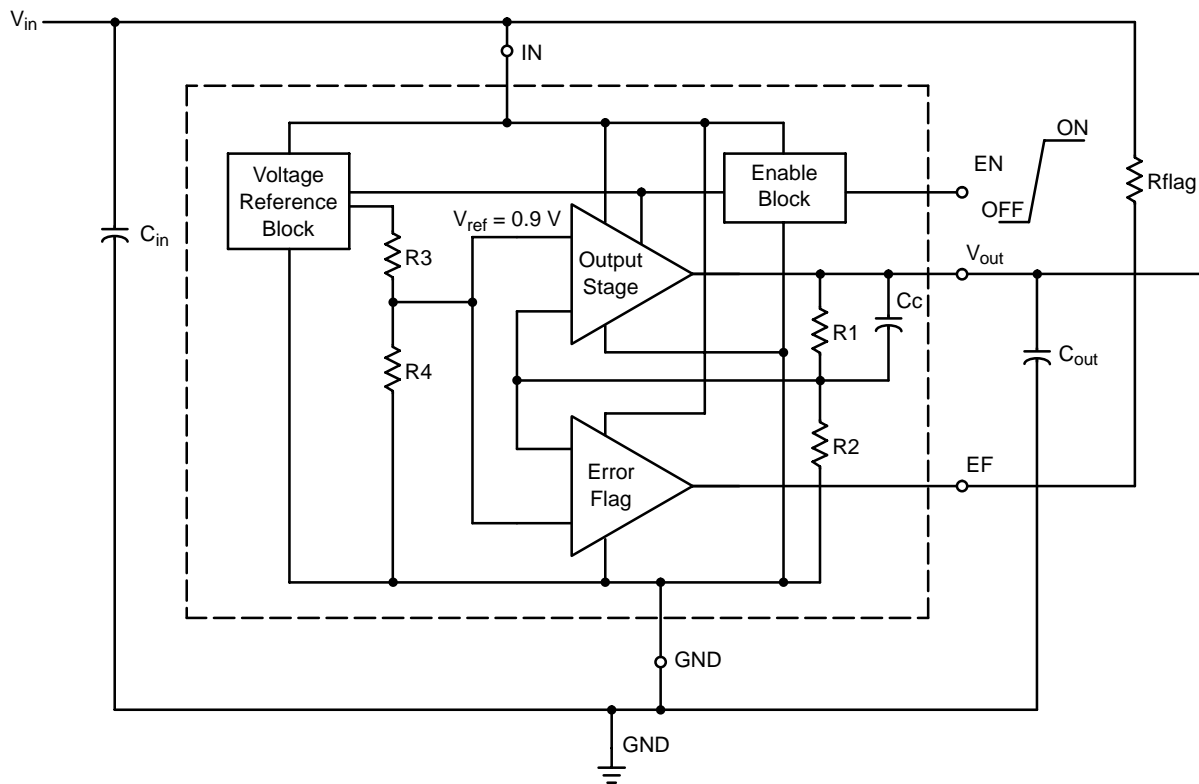 Vin
IN
ON
EN
OFF
Rflag
Voltage
Reference
Block
Enable
Block
Cin
Vref = 0.9 V
R3
Output
Stage
Vout
Cc
R1
R4
Cout
R2
Error
Flag
EF
GND
GND